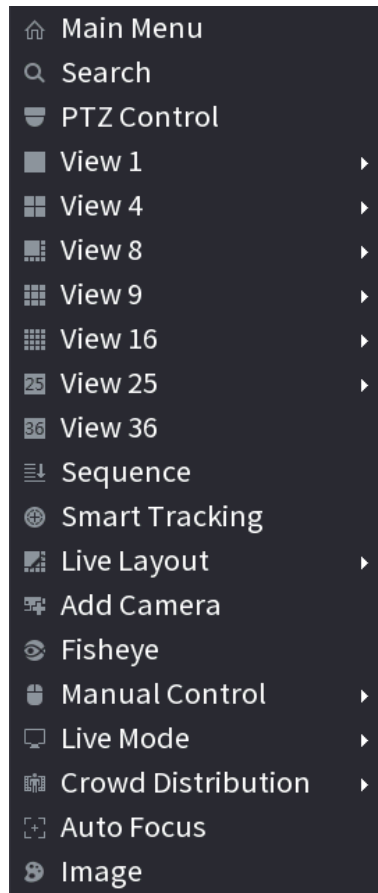 Main Menu
Search
PTZ Control
View 1
View 4
View 8
View 9
View 16
25 View 25
36 View 36
Sequence
Smart Tracking
Live Layout
Add Camera
Fisheye
Manual Control
Live Mode
Crowd Distribution
Auto Focus
Image